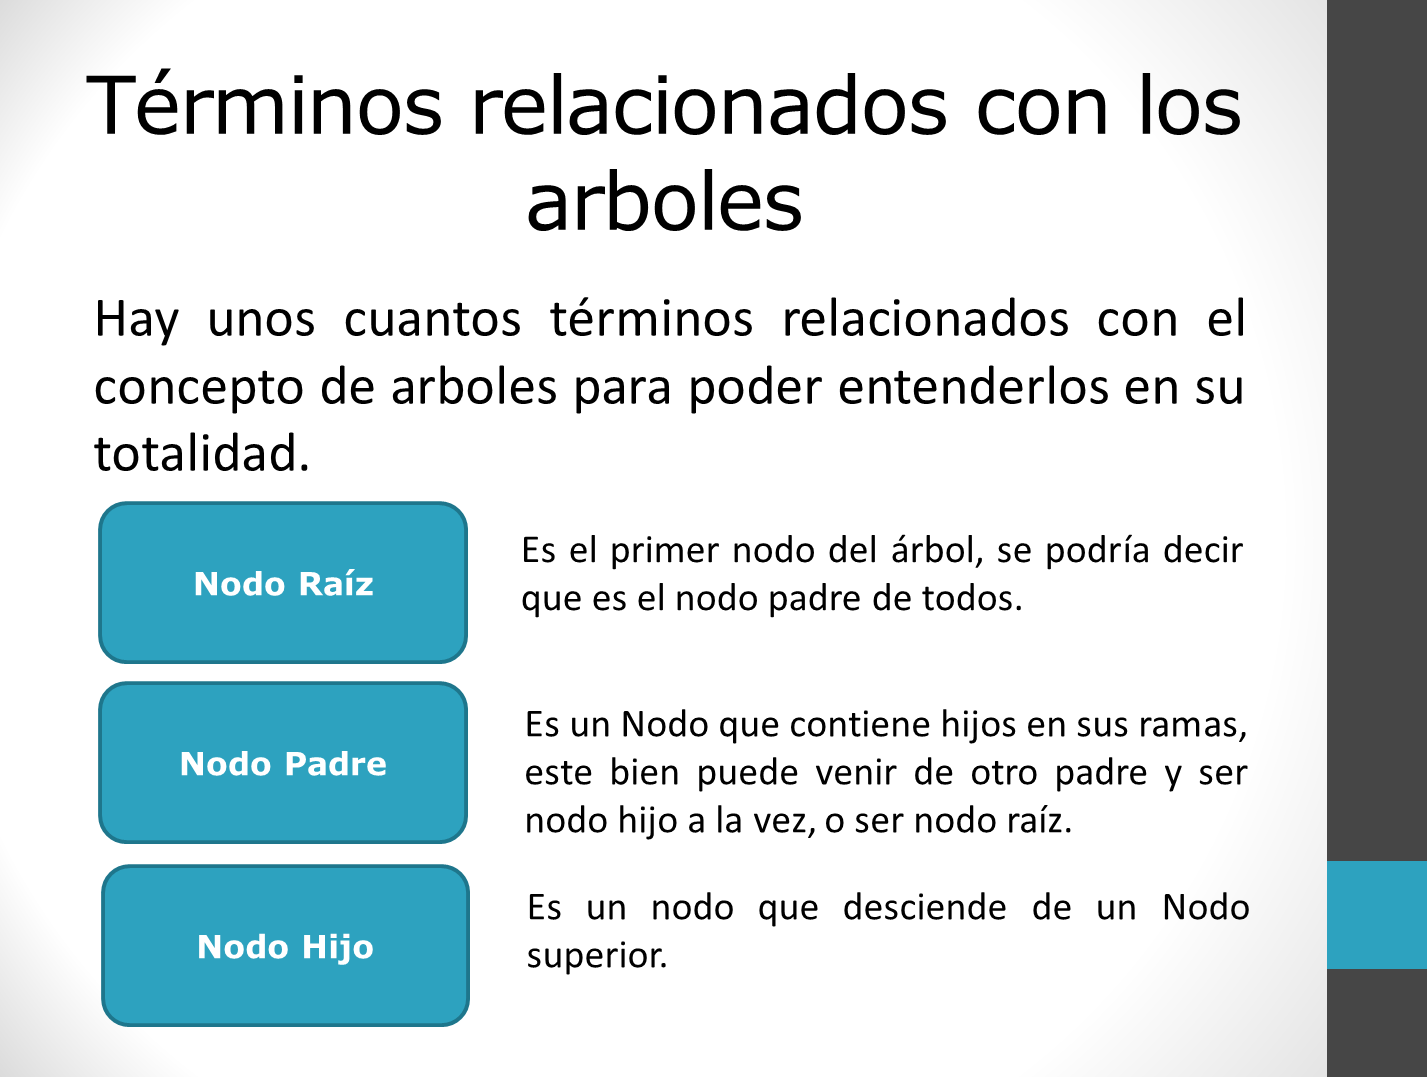 Términos relacionados con los
arboles
Hay unos cuantos términos relacionados con el
concepto de arboles para poder entenderlos en su
totalidad.
Nodo Raíz
Es el primer nodo del árbol, se podría decir
que es el nodo padre de todos.
Nodo Padre
Es un Nodo que contiene hijos en sus ramas,
este bien puede venir de otro padre y ser
nodo hijo a la vez, o ser nodo raíz.
Nodo Hijo
Es un nodo que desciende de un Nodo
superior.